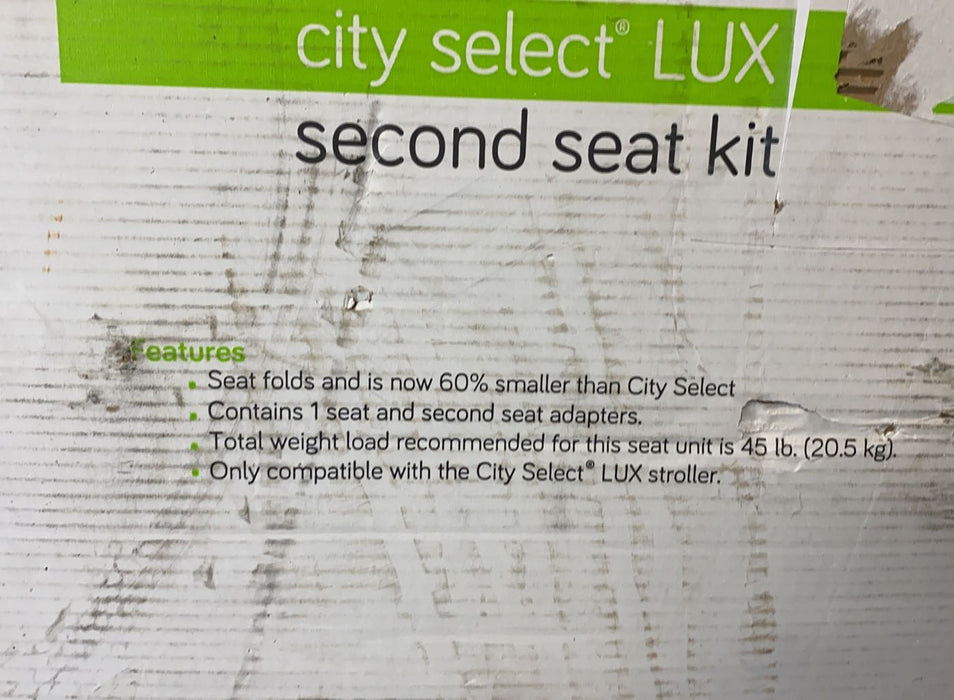 city select® LUX
second seat kit
Features
• Seat folds and is now 60% smaller than City Select
• Contains 1 seat and second seat adapters.
• Total weight load recommended for this seat unit is 45 lb. (20.5 kg).
• Only compatible with the City Select® LUX stroller.